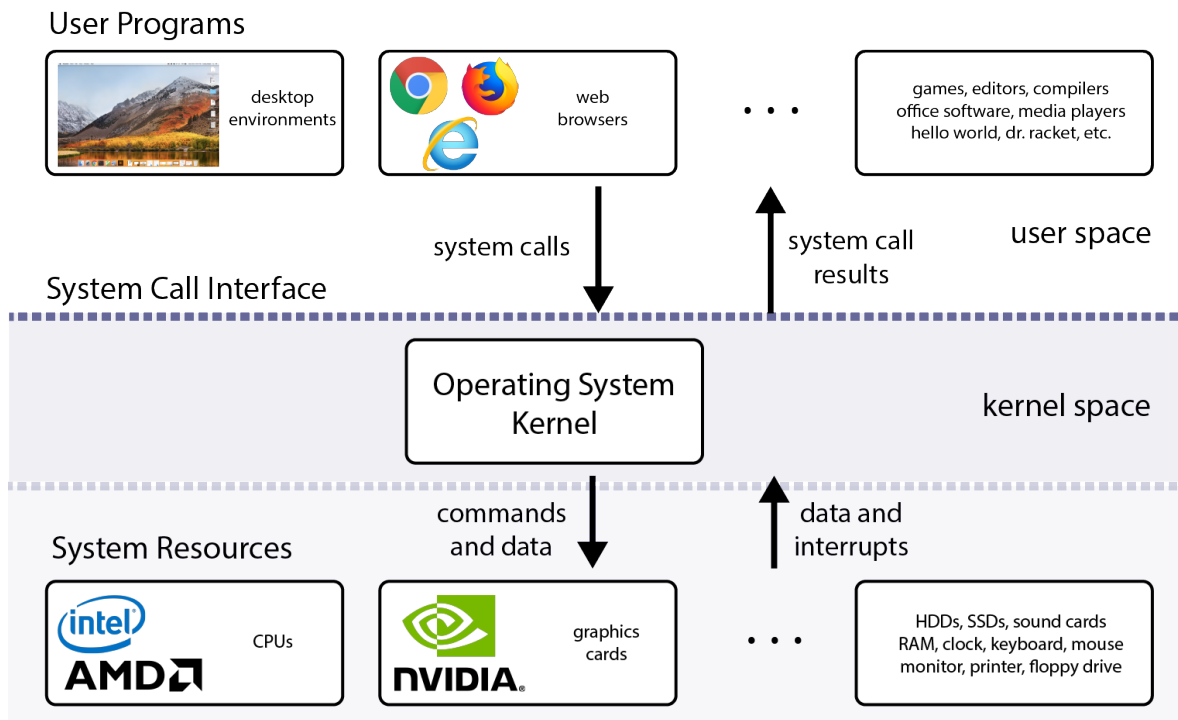 User Programs
desktop
environments
web
browsers
. . .
games, editors, compilers
office software, media players
hello world, dr. racket, etc.
system calls
system call
results
user space
System Call Interface
Operating System
Kernel
kernel space
commands
and data
data and
interrupts
System Resources
intel
AMD
CPUs
NVIDIA.
graphics
cards
. . .
HDDs, SSDs, sound cards
RAM, clock, keyboard, mouse
monitor, printer, floppy drive